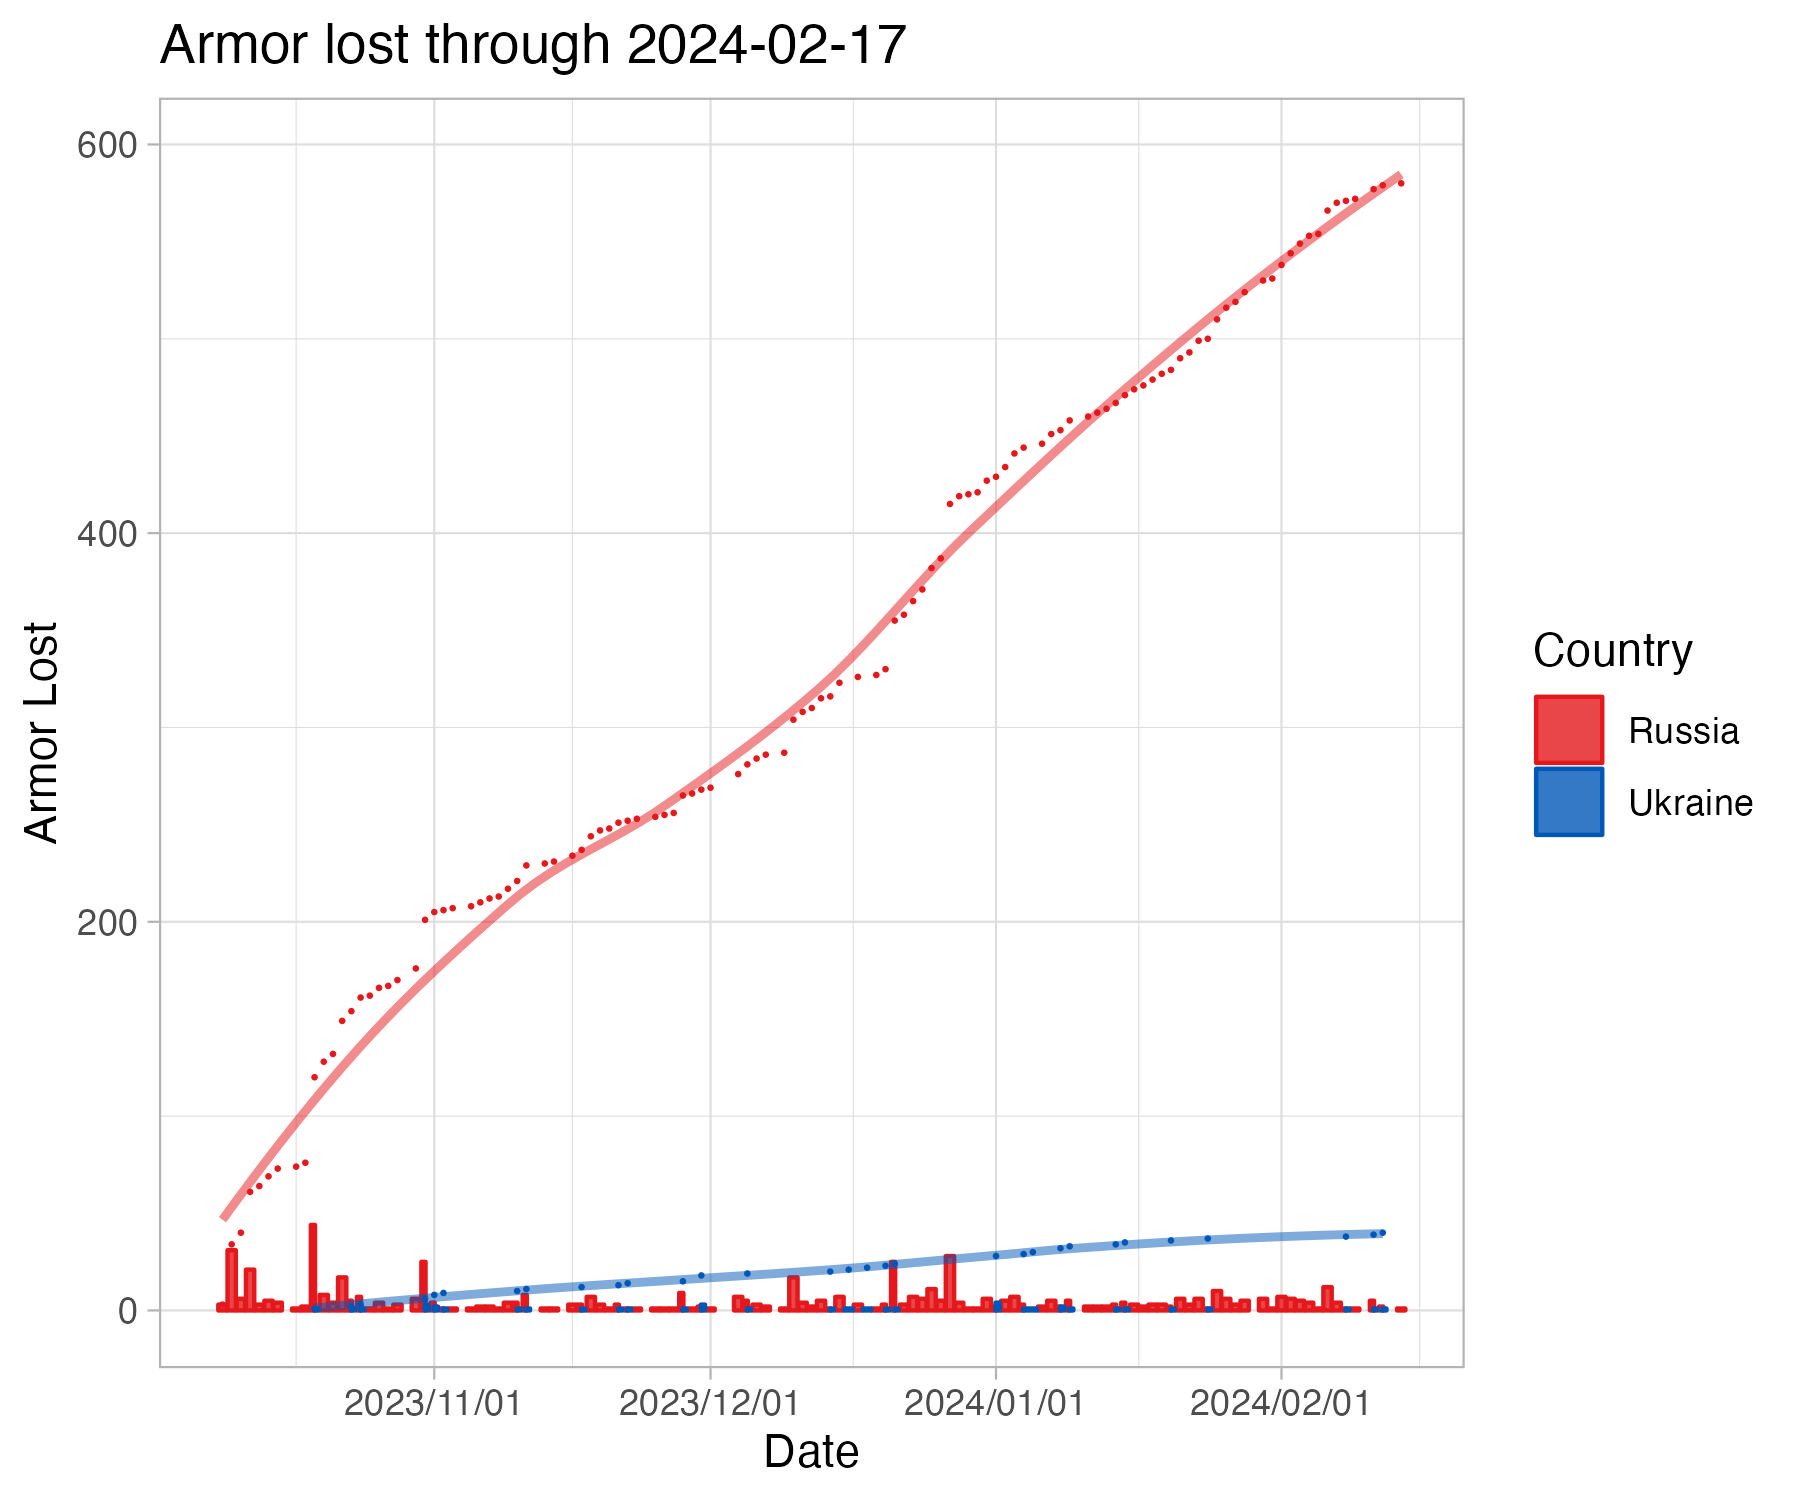 Armor lost through 2024-02-17
600
400
200
0
Armor Lost
2023/11/01
2023/12/01
2024/01/01
2024/02/01
Date
Country
Russia
Ukraine